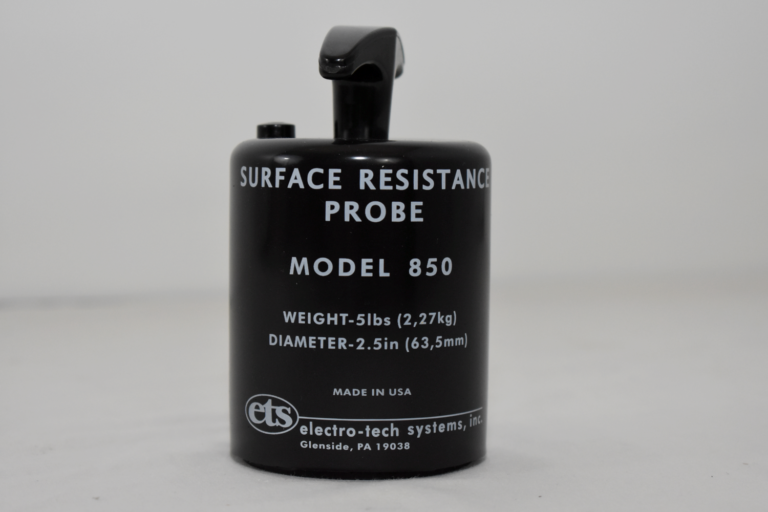 SURFACE RESISTANCE
PROBE
MODEL 850
WEIGHT-5lbs (2,27kg)
DIAMETER-2.5in (63,5mm)
MADE IN USA
ets
electro-tech systems, inc.
Glenside, PA 19038